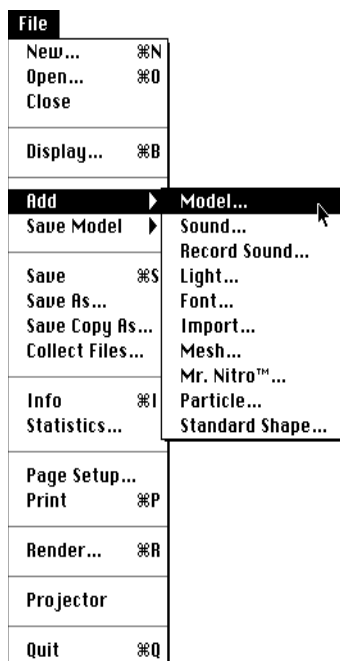 File
New... ⌘N
Open... ⌘O
Close
Display... ⌘B
Add
Save Model
Save ⌘S
Save As...
Save Copy As...
Collect Files...
Info ⌘I
Statistics...
Page Setup...
Print ⌘P
Render... ⌘R
Projector
Quit ⌘Q
Model...
Sound...
Record Sound...
Light...
Font...
Import...
Mesh...
Mr. Nitro™...
Particle...
Standard Shape...